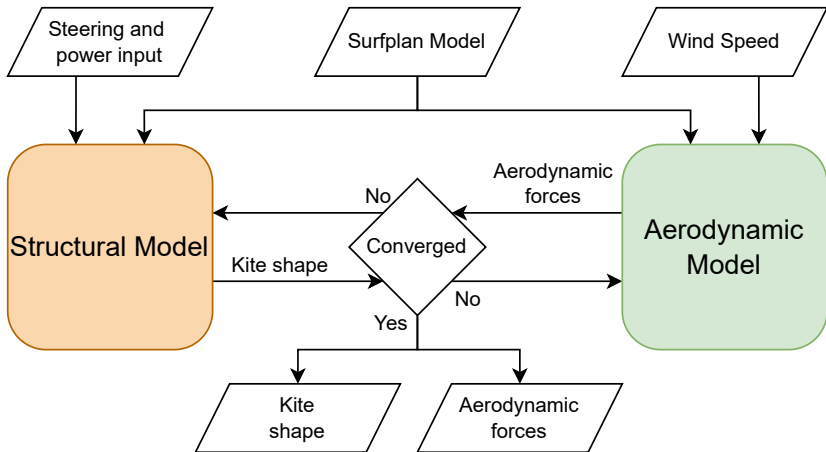 Steering and
power input
Surfplan Model
Wind Speed
Aerodynamic
forces
No
Structural Model
Converged
Aerodynamic
Model
Kite shape
No
Yes
Kite
shape
Aerodynamic
forces